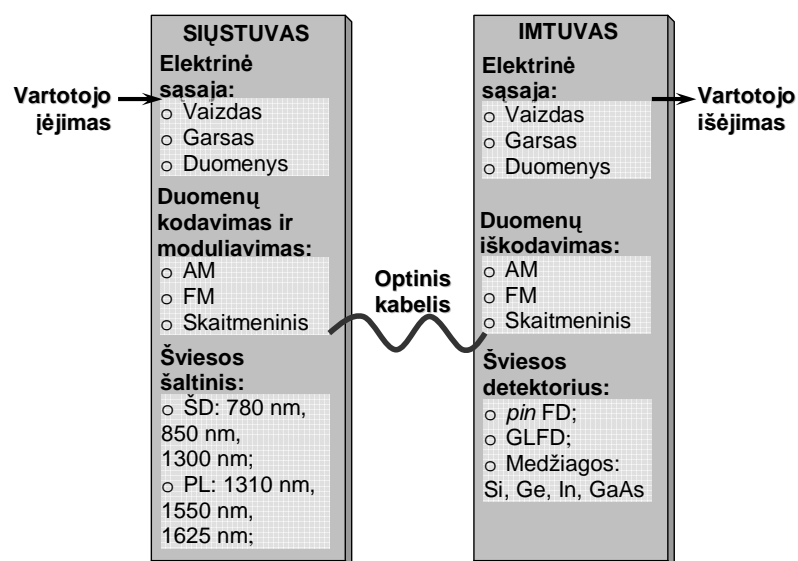 SIŲSTUVAS
Elektrinė
sąsaja:
o Vaizdas
o Garsas
o Duomenys
Duomenų
kodavimas ir
moduliavimas:
o AM
o FM
o Skaitmeninis
Šviesos
šaltinis:
o ŠD: 780 nm,
850 nm,
1300 nm;
o PL: 1310 nm,
1550 nm,
1625 nm;
Vartotojo
įėjimas
Optinis
kabelis
IMTUVAS
Elektrinė
sąsaja:
o Vaizdas
o Garsas
o Duomenys
Duomenų
iškodavimas:
o AM
o FM
o Skaitmeninis
Šviesos
detektorius:
o pin FD;
o GLFD;
o Medžiagos:
Si, Ge, In, GaAs
Vartotojo
išėjimas